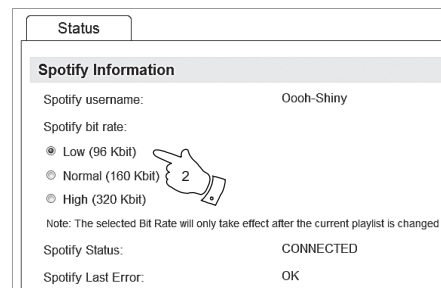 Status
Spotify Information
Spotify username: Oooh-Shiny
Spotify bit rate:
Low (96 Kbit)
Normal (160 Kbit)
2
High (320 Kbit)
Note: The selected Bit Rate will only take effect after the current playlist is changed
Spotify Status: CONNECTED
Spotify Last Error: OK